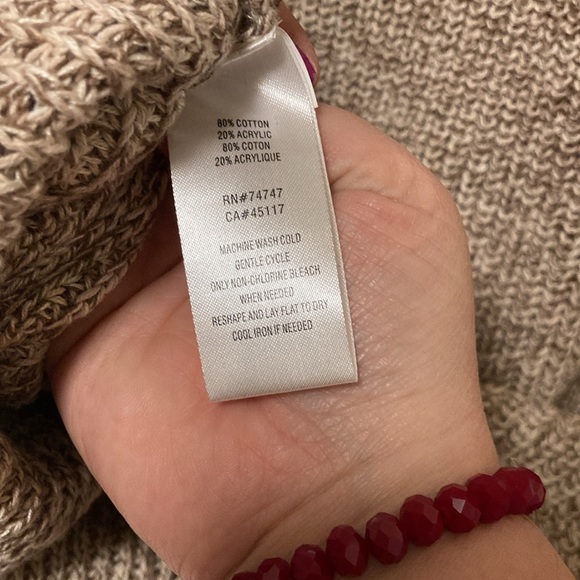 80% COTTON
20% ACRYLIC
80% COTON
20% ACRYLIQUE
RN#74747
CA#45117
MACHINE WASH COLD
GENTLE CYCLE
ONLY NON-CHLORINE BLEACH
WHEN NEEDED
RESHAPE AND LAY FLAT TO DRY
COOL IRON IF NEEDED